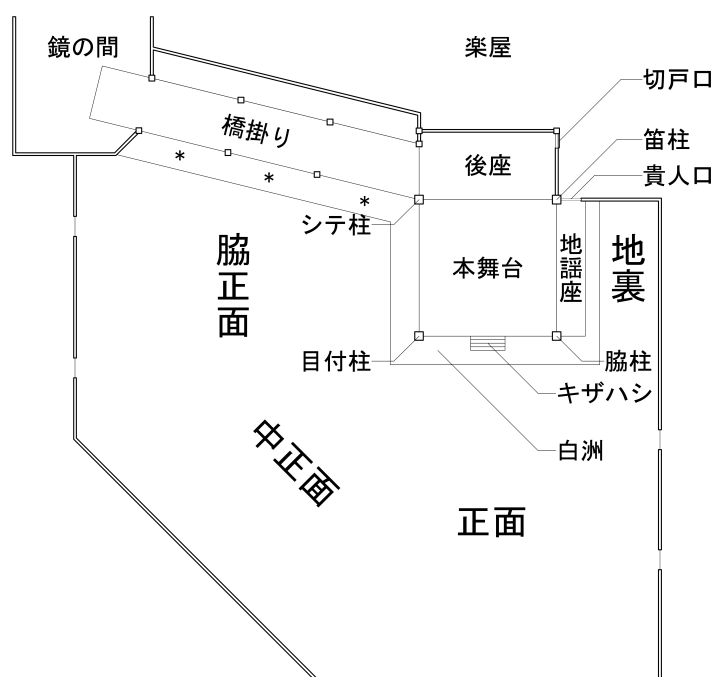 鏡の間
楽屋
切戸口
橋掛り
笛柱
後座
貴人口
*
*
*
シテ柱
脇正面
本舞台
地謡座
地裏
目付柱
脇柱
キザハシ
中正面
白洲
正面